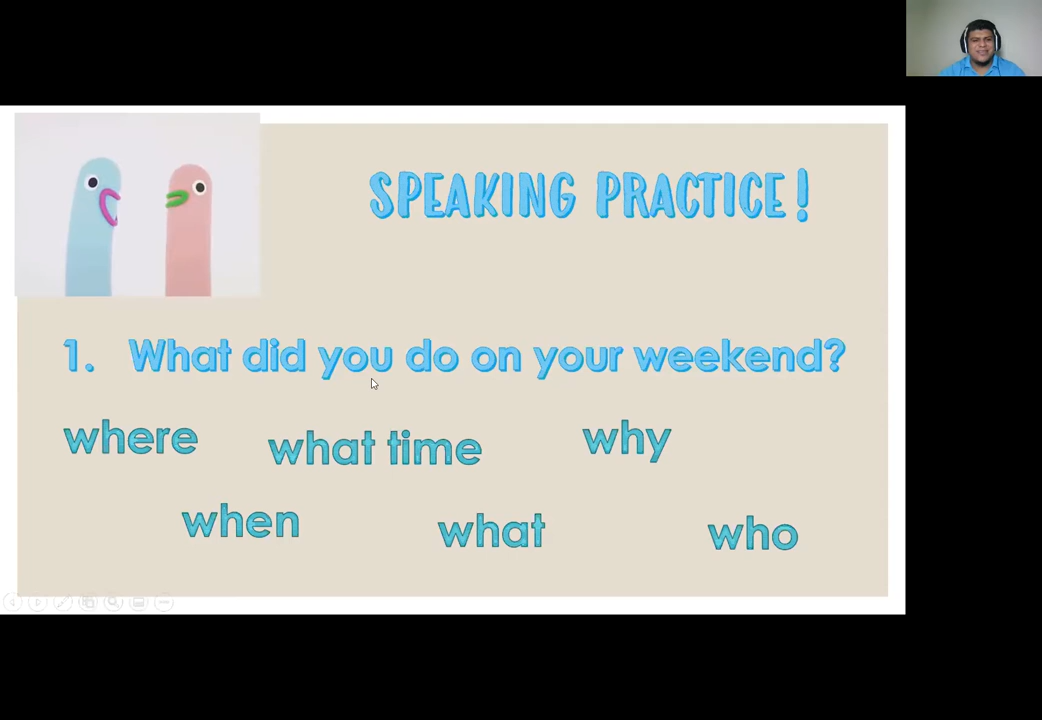 SPEAKING PRACTICE!
1. What did you do on your weekend?
where what time why
when what who